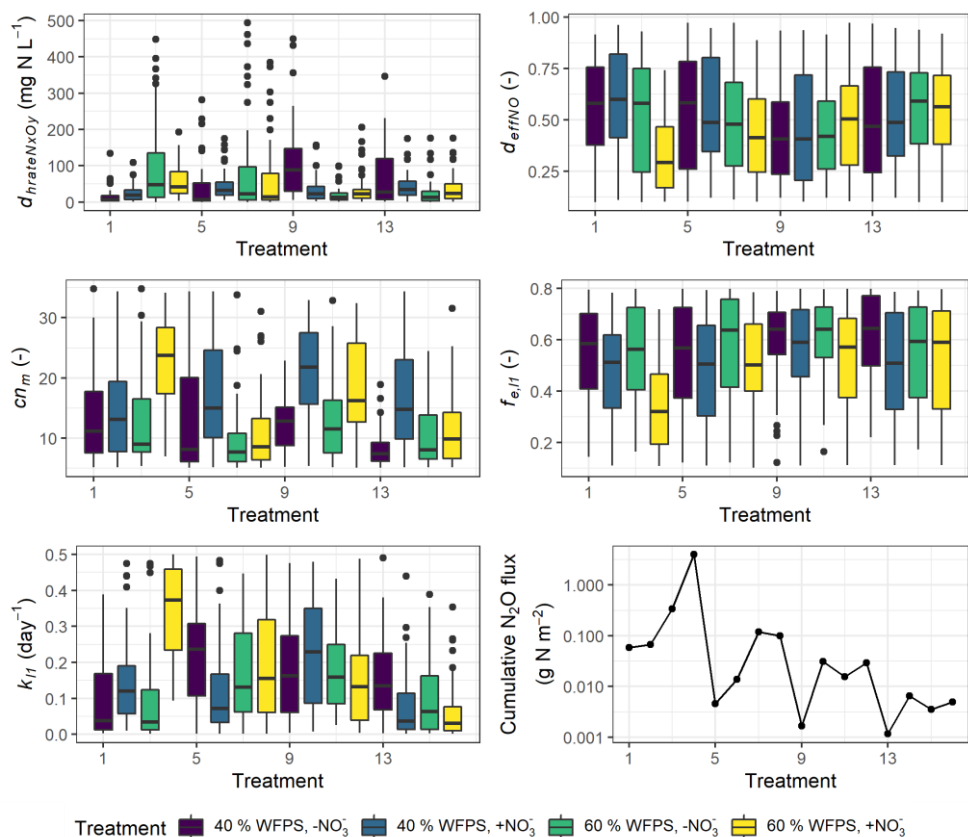 d_hrateNxOy (mg N L⁻¹)
500
400
300
200
100
0
1 5 9 13
Treatment
d_effNO (-)
1.00
0.75
0.50
0.25
1 5 9 13
Treatment
cn_m (-)
30
20
10
1 5 9 13
Treatment
f_e,l1 (-)
0.8
0.6
0.4
0.2
1 5 9 13
Treatment
k_l1 (day⁻¹)
0.5
0.4
0.3
0.2
0.1
0.0
1 5 9 13
Treatment
Cumulative N₂O flux
(g N m⁻²)
1.000
0.100
0.010
0.001
1 5 9 13
Treatment
Treatment 40 % WFPS, -NO₃⁻ 40 % WFPS, +NO₃⁻ 60 % WFPS, -NO₃⁻ 60 % WFPS, +NO₃⁻